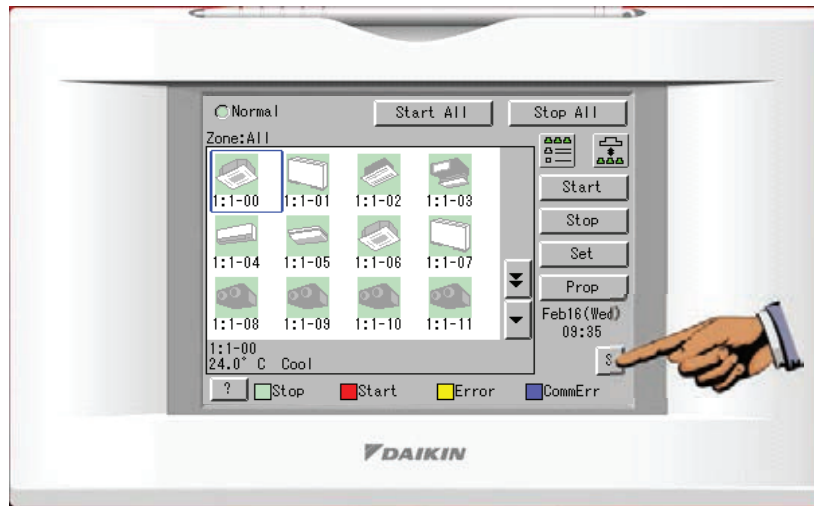 Normal
Start All
Stop All
Zone:All
1:1-00 1:1-01 1:1-02 1:1-03
Start
Stop
1:1-04 1:1-05 1:1-06 1:1-07
Set
Prop
1:1-08 1:1-09 1:1-10 1:1-11
Feb16(Wed)
09:35
1:1-00
24.0° C Cool
S
? Stop Start Error CommErr
DAIKIN